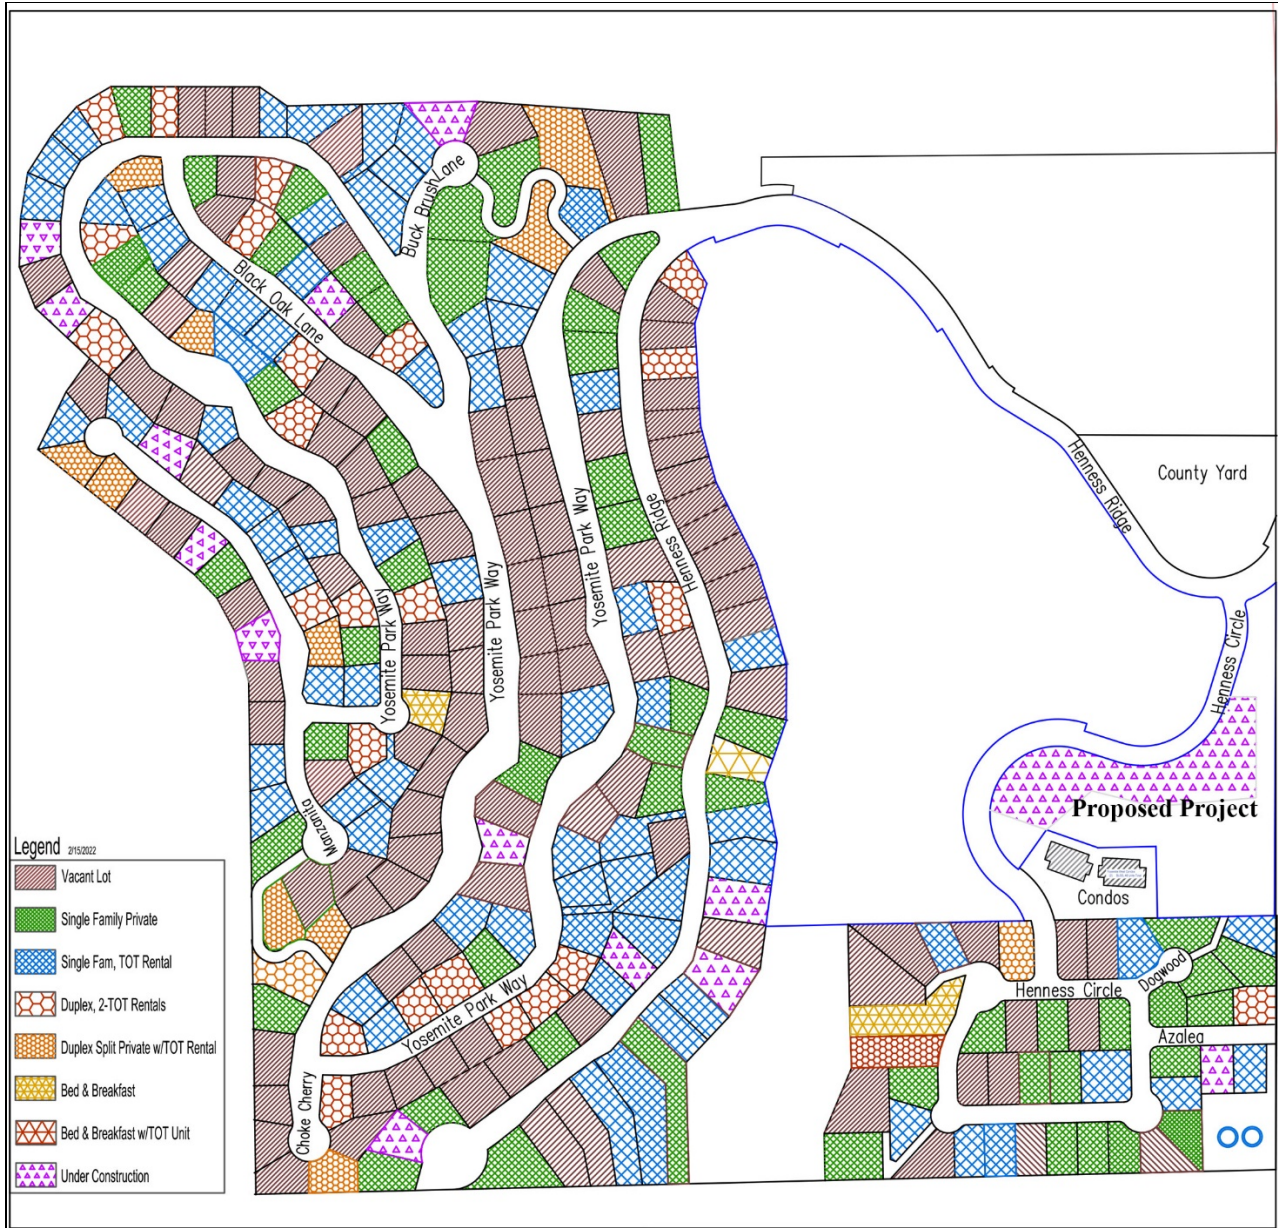 Buck Brush Lane
Black Oak Lane
Henness Ridge
County Yard
Yosemite Park Way
Henness Ridge
Yosemite Park Way
Yosemite Park Way
Henness Circle
Proposed Project
Manzanita
Condos
Legend 2/15/2022
Vacant Lot
Single Family Private
Single Fam, TOT Rental
Duplex, 2-TOT Rentals
Duplex Split Private w/TOT Rental
Bed & Breakfast
Bed & Breakfast w/TOT Unit
Under Construction
Dogwood
Henness Circle
Yosemite Park Way
Azalea
Choke Cherry